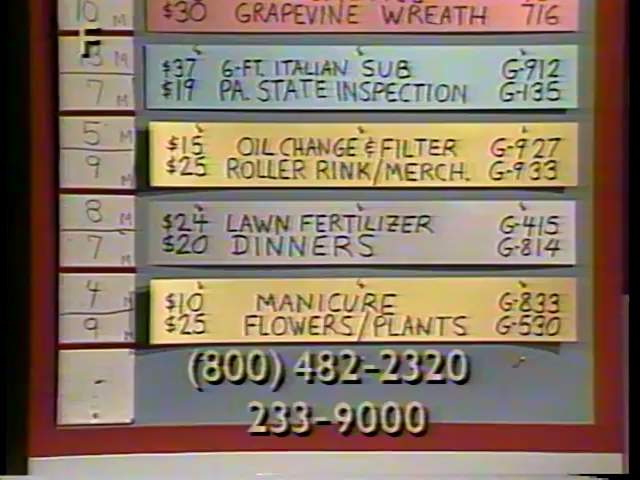 10 M $30 GRAPEVINE WREATH 716
M $37 6-FT. ITALIAN SUB G-912
7 M $19 PA. STATE INSPECTION G-135
5 M $15 OIL CHANGE & FILTER G-927
9 M $25 ROLLER RINK/MERCH. G-933
8 M $24 LAWN FERTILIZER G-415
7 M $20 DINNERS G-814
4 M $10 MANICURE G-833
9 M $25 FLOWERS/PLANTS G-530
(800) 482-2320
233-9000